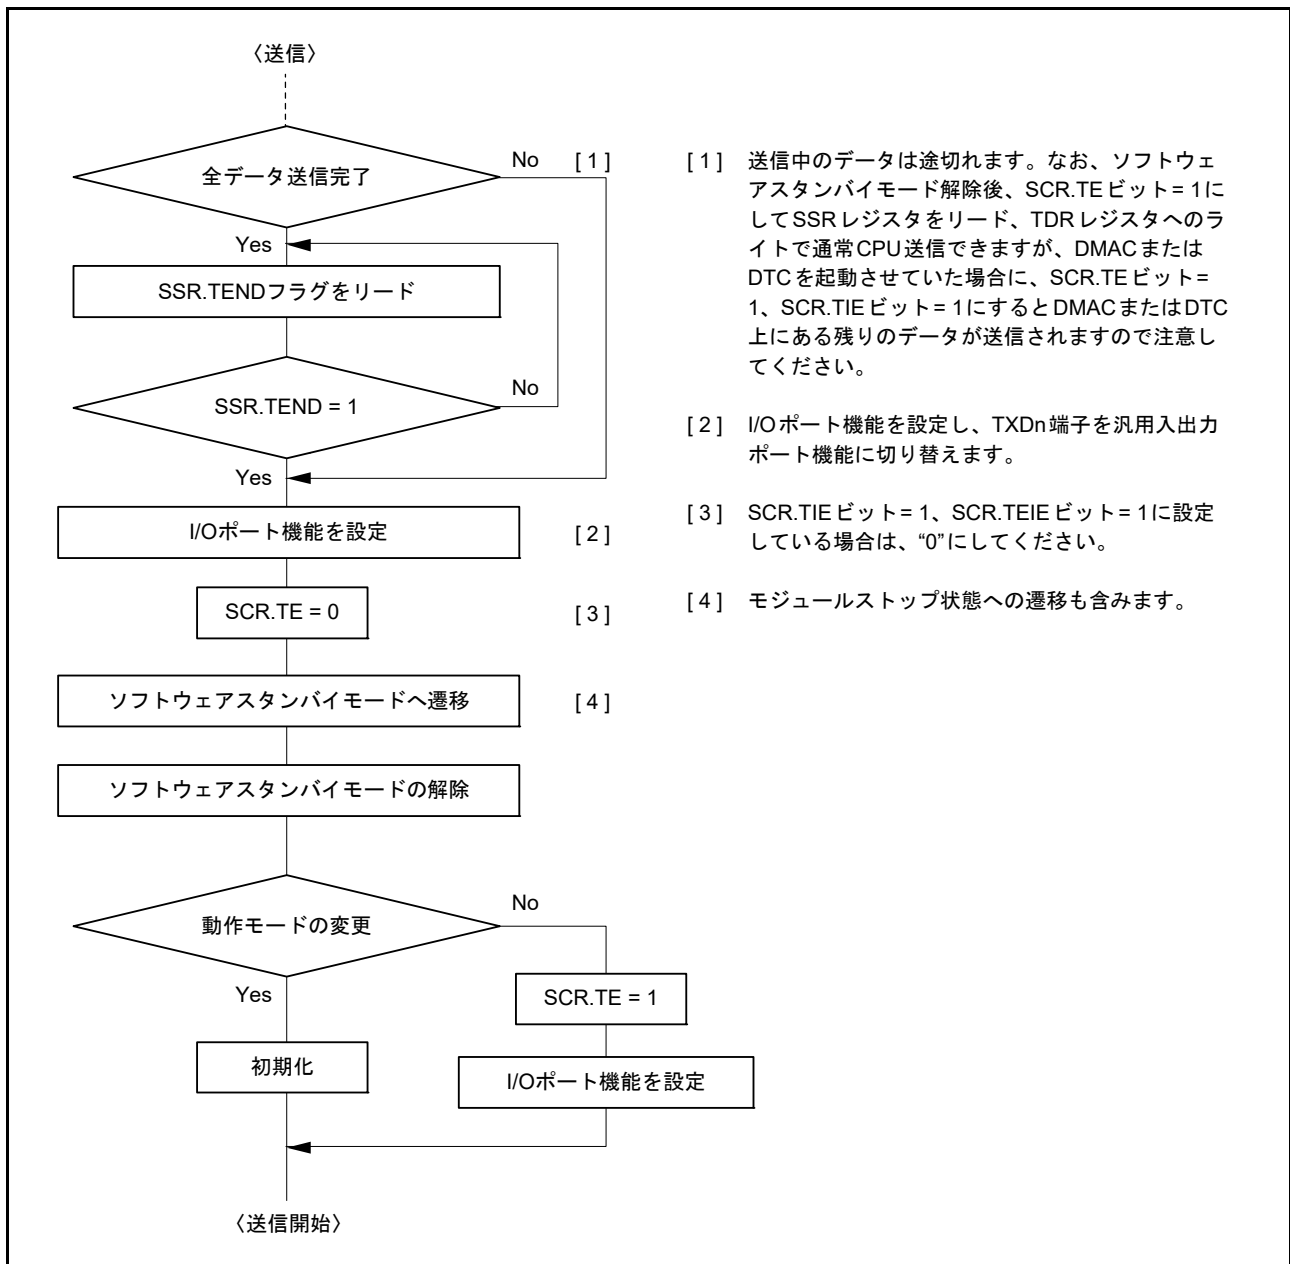 〈送信〉
全データ送信完了
No
[ 1 ]
Yes
SSR.TENDフラグをリード
SSR.TEND = 1
No
Yes
I/Oポート機能を設定
[ 2 ]
SCR.TE = 0
[ 3 ]
ソフトウェアスタンバイモードへ遷移
[ 4 ]
ソフトウェアスタンバイモードの解除
動作モードの変更
No
Yes
SCR.TE = 1
初期化
I/Oポート機能を設定
〈送信開始〉
[ 1 ] 送信中のデータは途切れます。なお、ソフトウェ
アスタンバイモード解除後、SCR.TEビット= 1に
してSSRレジスタをリード、TDRレジスタへのラ
イトで通常CPU送信できますが、DMACまたは
DTCを起動させていた場合に、SCR.TEビット=
1、SCR.TIEビット= 1にするとDMACまたはDTC
上にある残りのデータが送信されますので注意し
てください。
[ 2 ] I/Oポート機能を設定し、TXDn端子を汎用入出力
ポート機能に切り替えます。
[ 3 ] SCR.TIEビット= 1、SCR.TEIEビット= 1に設定
している場合は、“0”にしてください。
[ 4 ] モジュールストップ状態への遷移も含みます。